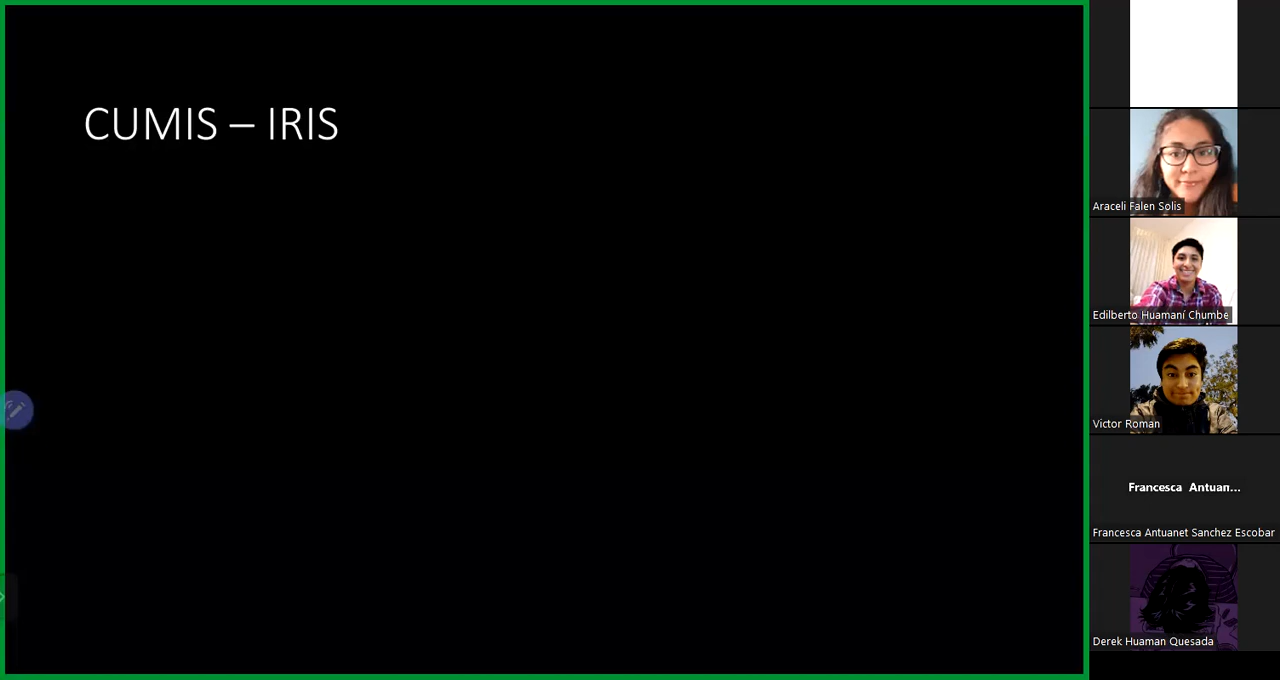 CUMIS – IRIS
Araceli Falen Solis
Edilberto Huamaní Chumbe
Victor Roman
Francesca Antuan...
Francesca Antuanet Sanchez Escobar
Derek Huaman Quesada